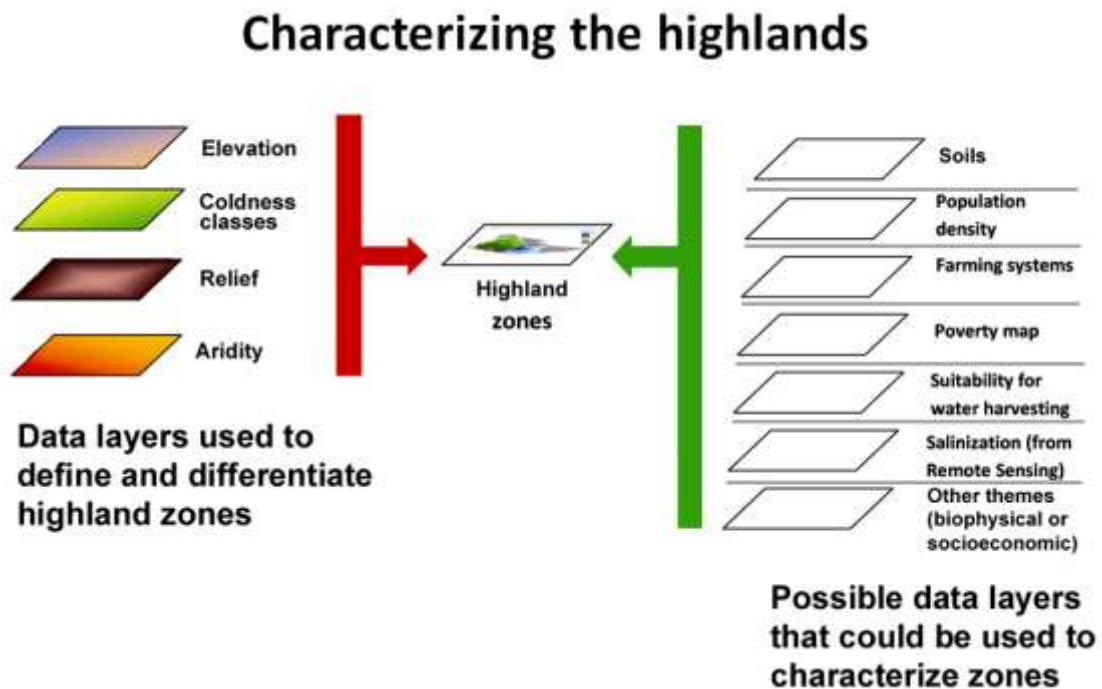 Characterizing the highlands
Elevation
Coldness
classes
Relief
Aridity
Data layers used to
define and differentiate
highland zones
Highland
zones
Soils
Population
density
Farming systems
Poverty map
Suitability for
water harvesting
Salinization (from
Remote Sensing)
Other themes
(biophysical or
socioeconomic)
Possible data layers
that could be used to
characterize zones